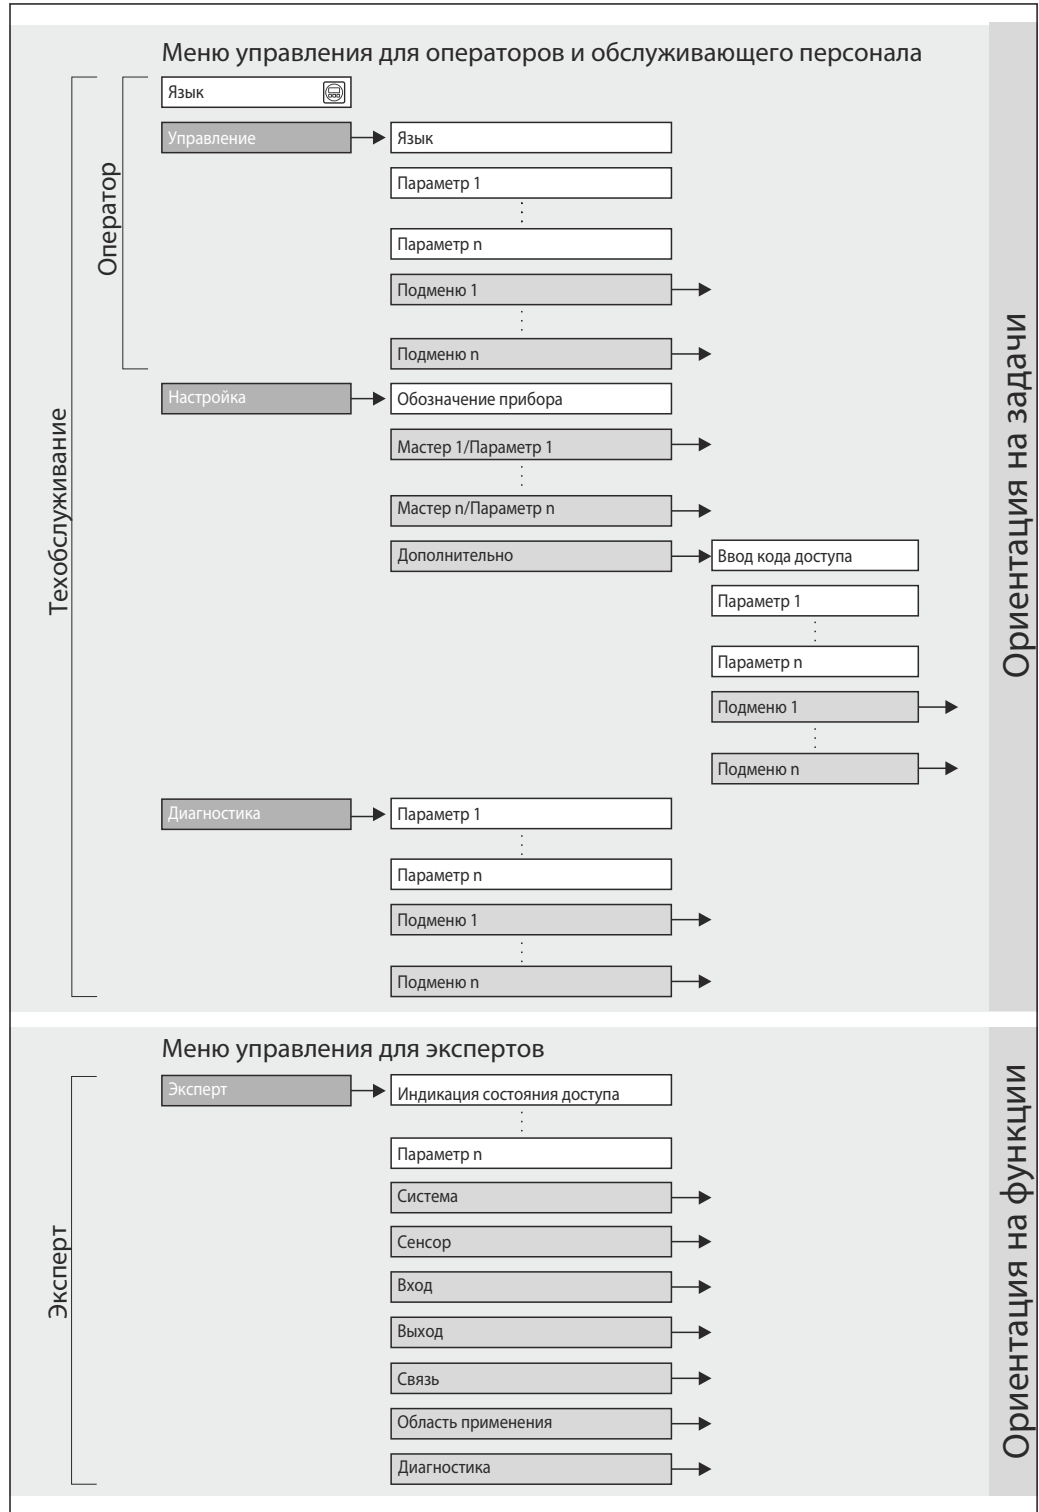 Меню управления для операторов и обслуживающего персонала
Язык
Управление
Язык
Параметр 1
Параметр n
Подменю 1
Подменю n
Оператор
Настройка
Обозначение прибора
Мастер 1/Параметр 1
Мастер n/Параметр n
Дополнительно
Ввод кода доступа
Параметр 1
Параметр n
Подменю 1
Подменю n
Диагностика
Параметр 1
Параметр n
Подменю 1
Подменю n
Техобслуживание
Ориентация на задачи
Меню управления для экспертов
Эксперт
Индикация состояния доступа
Параметр n
Система
Сенсор
Вход
Выход
Связь
Область применения
Диагностика
Эксперт
Ориентация на функции